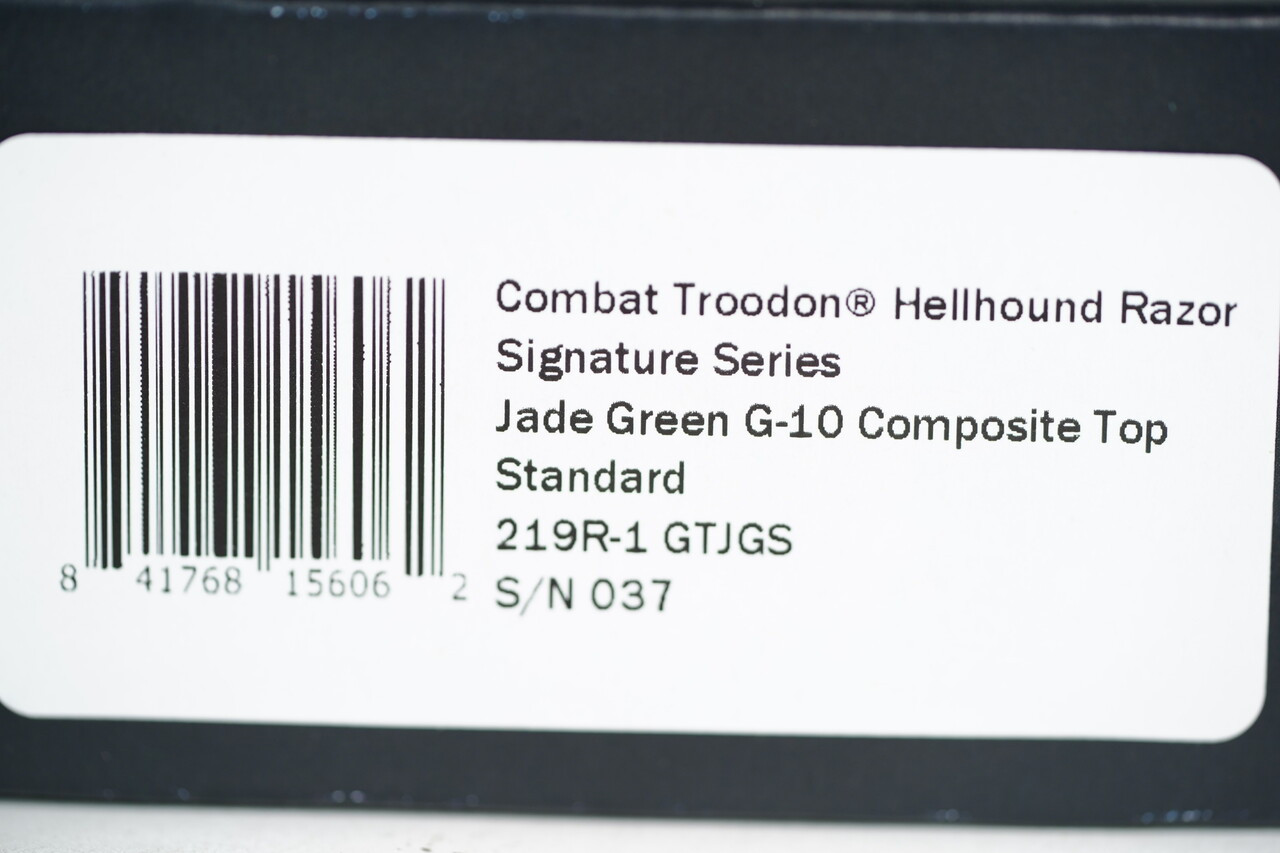 Combat Troodon® Hellhound Razor
Signature Series
Jade Green G-10 Composite Top
Standard
219R-1 GTJGS
S/N 037
8 41768 15606 2